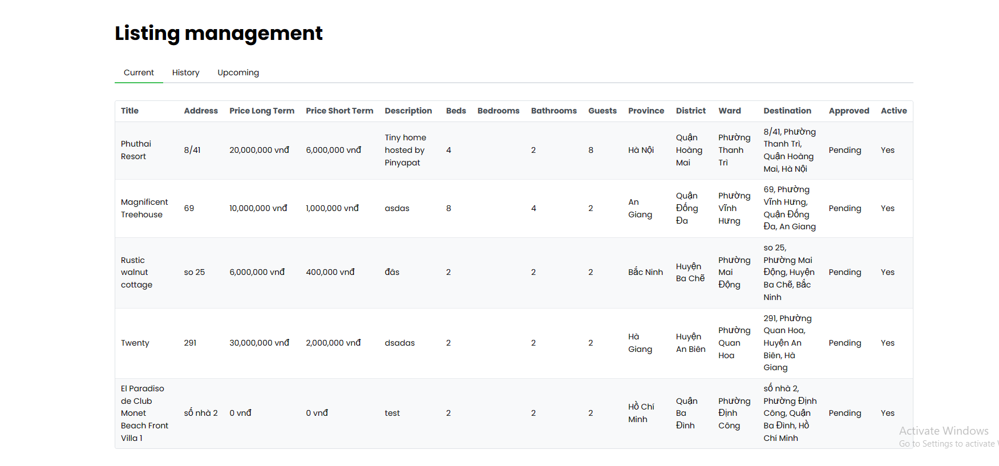 Listing management
Current History Upcoming
Title Address Price Long Term Price Short Term Description Beds Bedrooms Bathrooms Guests Province District Ward Destination Approved Active
Phuthai
Resort
8/41
20,000,000 vnđ
6,000,000 vnđ
Tiny home
hosted by
Pinyapat
4
2
8
Hà Nội
Quận
Hoàng
Mai
Phường
Thanh
Trì
8/41, Phường
Thanh Trì,
Quận Hoàng
Mai, Hà Nội
Pending
Yes
Magnificent
Treehouse
69
10,000,000 vnđ
1,000,000 vnđ
asdas
8
4
2
An
Giang
Quận
Đống
Đa
Phường
Vĩnh
Hưng
69, Phường
Vĩnh Hưng,
Quận Đống
Đa, An Giang
Pending
Yes
Rustic
walnut
cottage
so 25
6,000,000 vnđ
400,000 vnđ
đâs
2
2
2
Bắc Ninh
Huyện
Ba Chẽ
Phường
Mai
Động
so 25,
Phường Mai
Động, Huyện
Ba Chẽ, Bắc
Ninh
Pending
Yes
Twenty
291
30,000,000 vnđ
2,000,000 vnđ
dsadas
2
2
2
Hà
Giang
Huyện
An Biên
Phường
Quan
Hoa
291, Phường
Quan Hoa,
Huyện An
Biên, Hà
Giang
Pending
Yes
El Paradiso
de Club
Monet
Beach Front
Villa 1
số nhà 2
0 vnđ
0 vnđ
test
2
2
2
Hồ Chí
Minh
Quận
Ba
Đình
Phường
Định
Công
số nhà 2,
Phường Định
Công, Quận
Ba Đình, Hồ
Chí Minh
Pending
Yes
Activate Windows
Go to Settings to activate